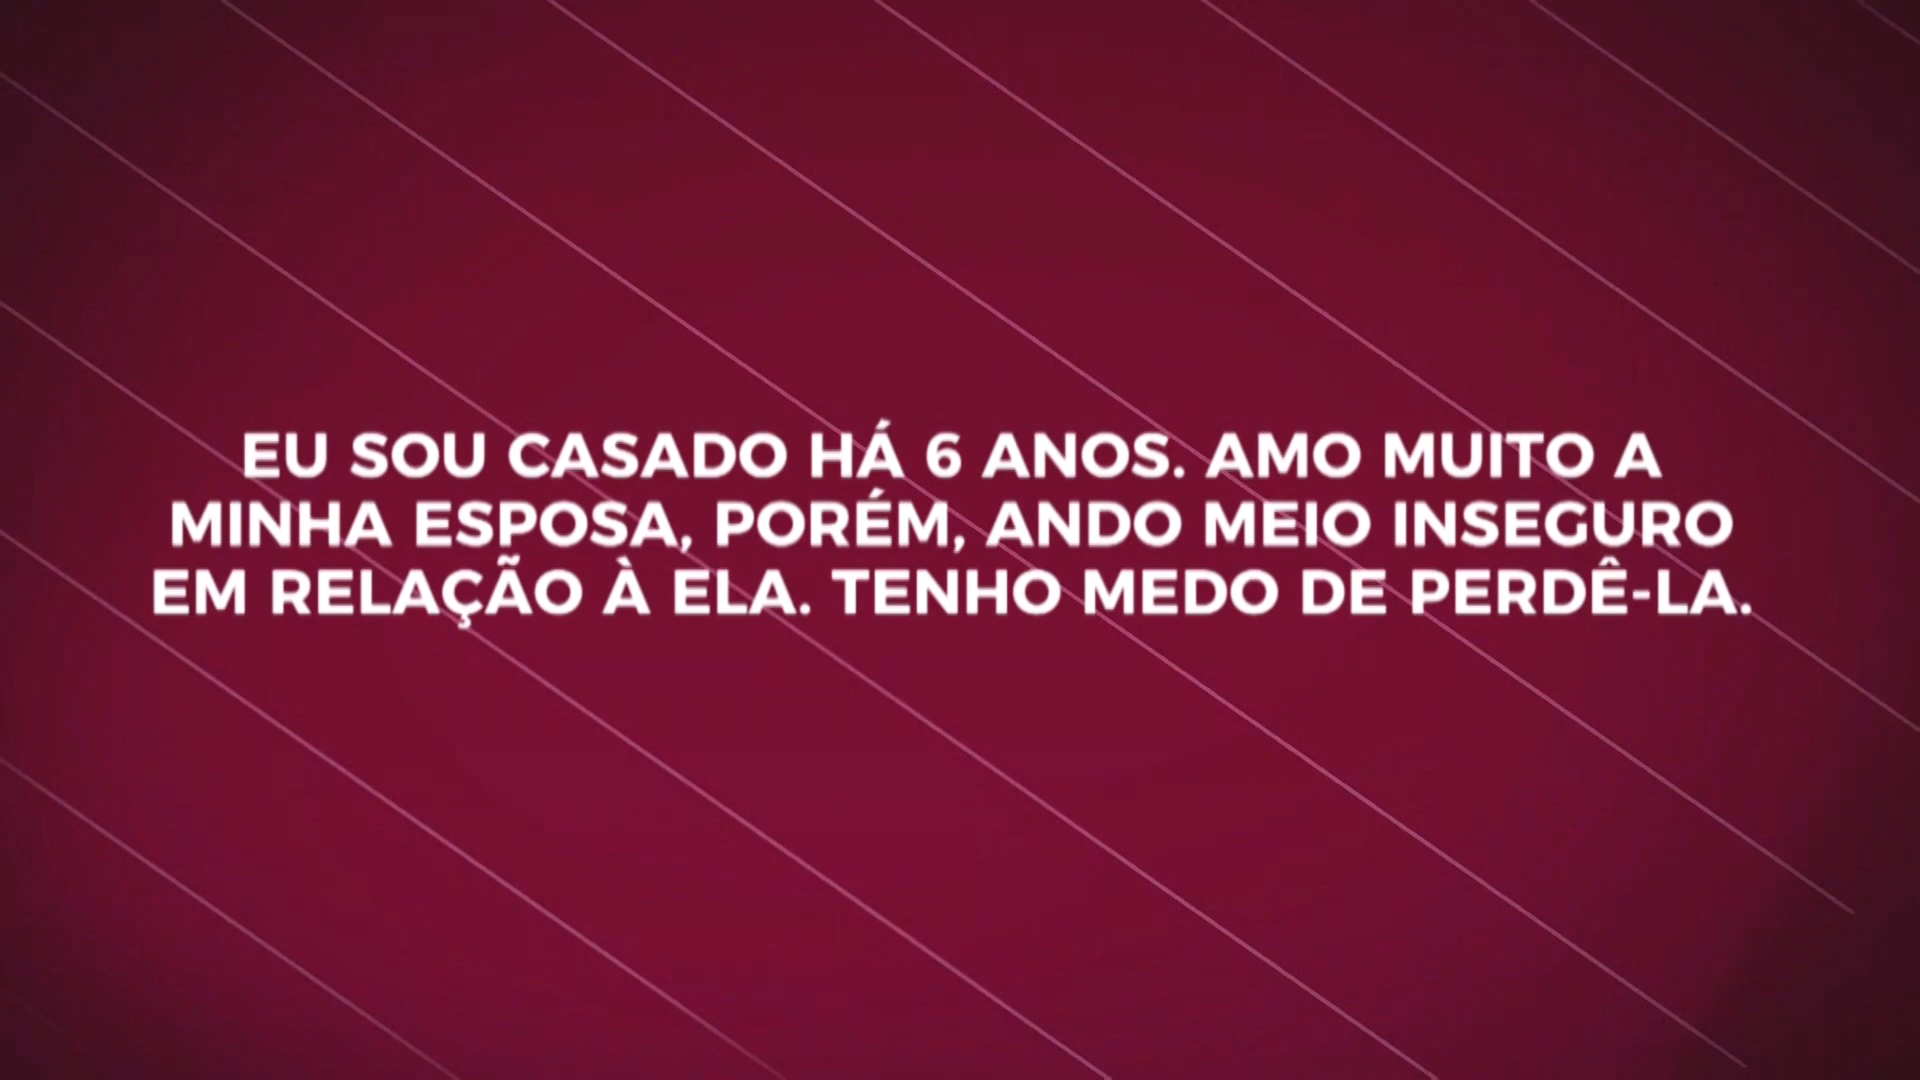 EU SOU CASADO HÁ 6 ANOS. AMO MUITO A
MINHA ESPOSA, PORÉM, ANDO MEIO INSEGURO
EM RELAÇÃO À ELA. TENHO MEDO DE PERDÊ-LA.